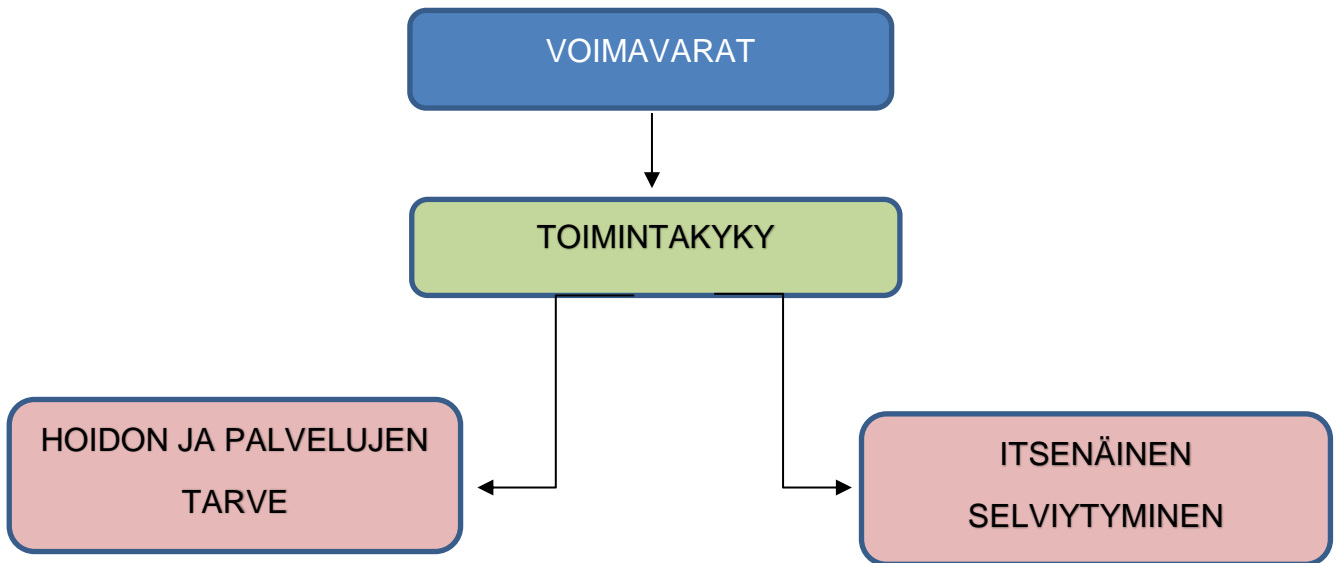 VOIMAVARAT
TOIMINTAKYKY
HOIDON JA PALVELUJEN
TARVE
ITSENÄINEN
SELVIYTYMINEN